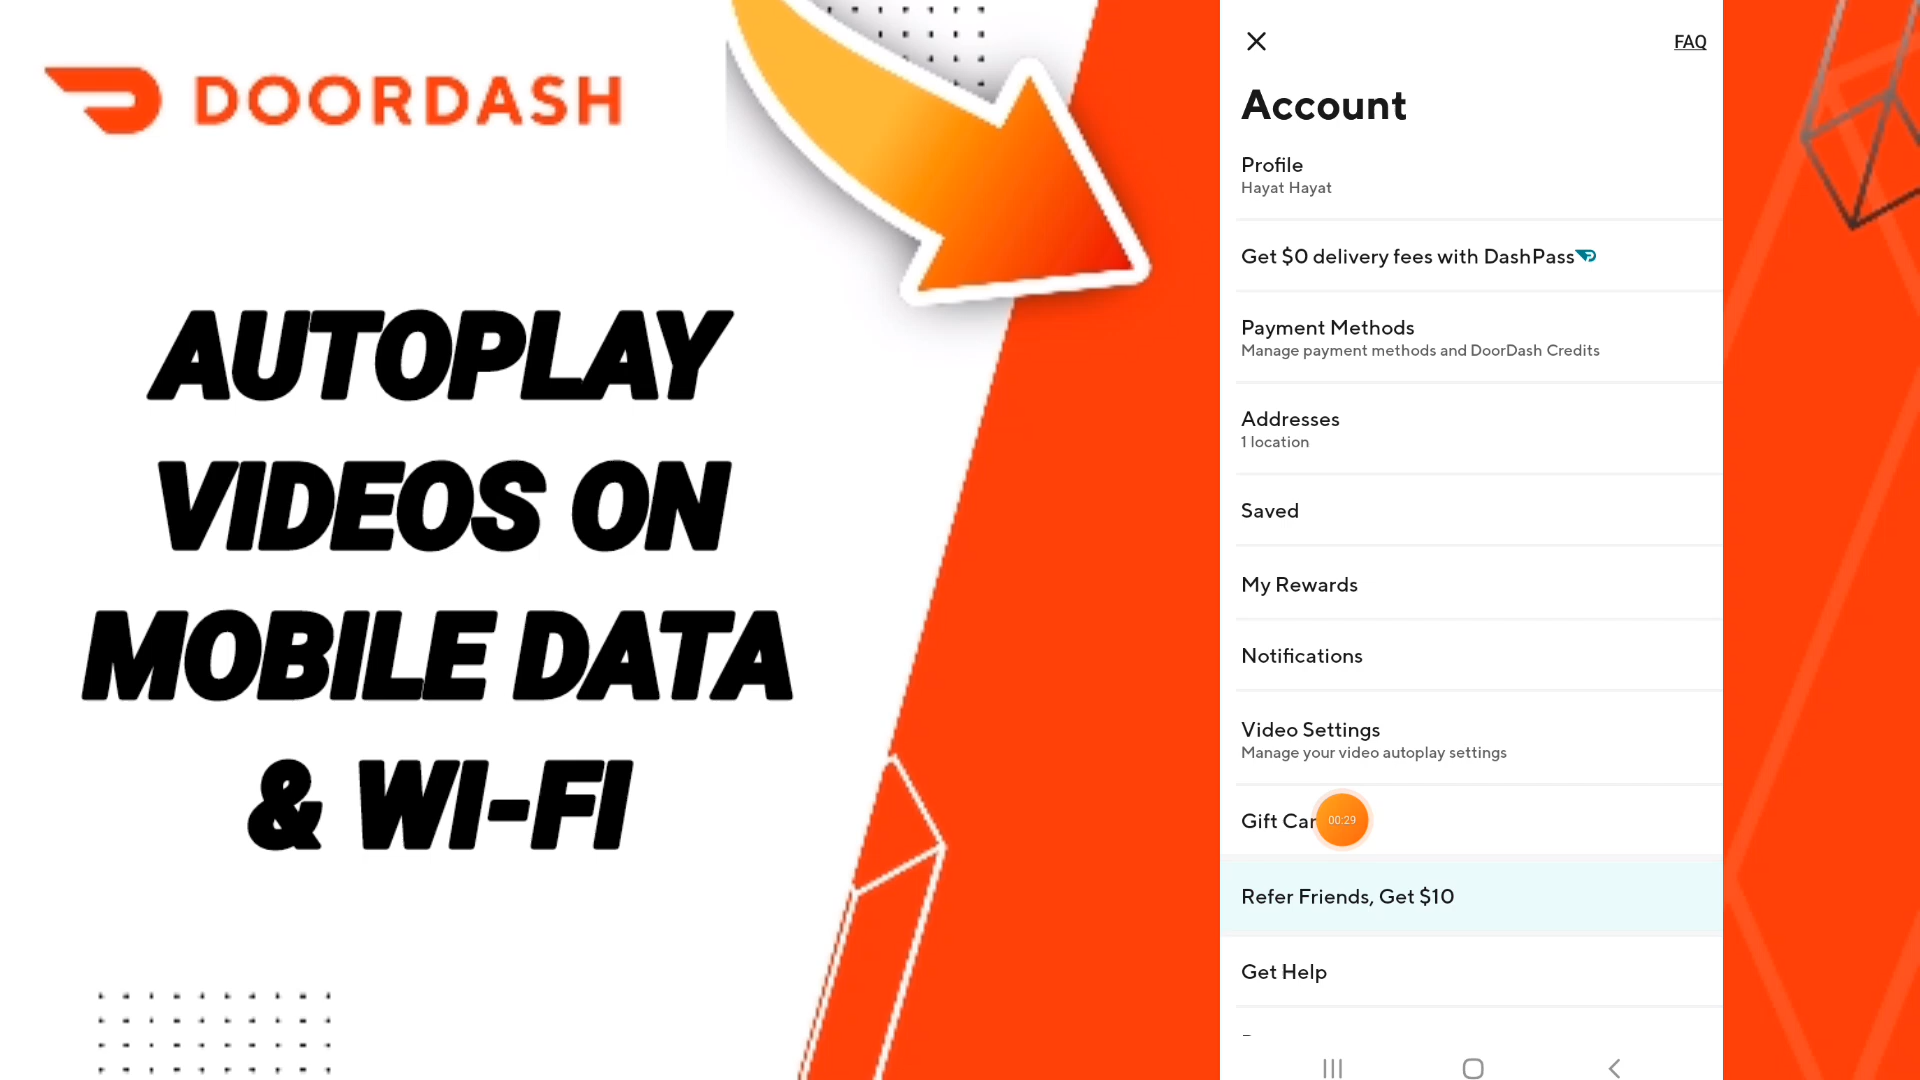 DOORDASH
AUTOPLAY
VIDEOS ON
MOBILE DATA
& WI-FI
FAQ
Account
Profile
Hayat Hayat
Get $0 delivery fees with DashPass
Payment Methods
Manage payment methods and DoorDash Credits
Addresses
1 location
Saved
My Rewards
Notifications
Video Settings
Manage your video autoplay settings
Gift
00:29
Refer Friends, Get $10
Get Help